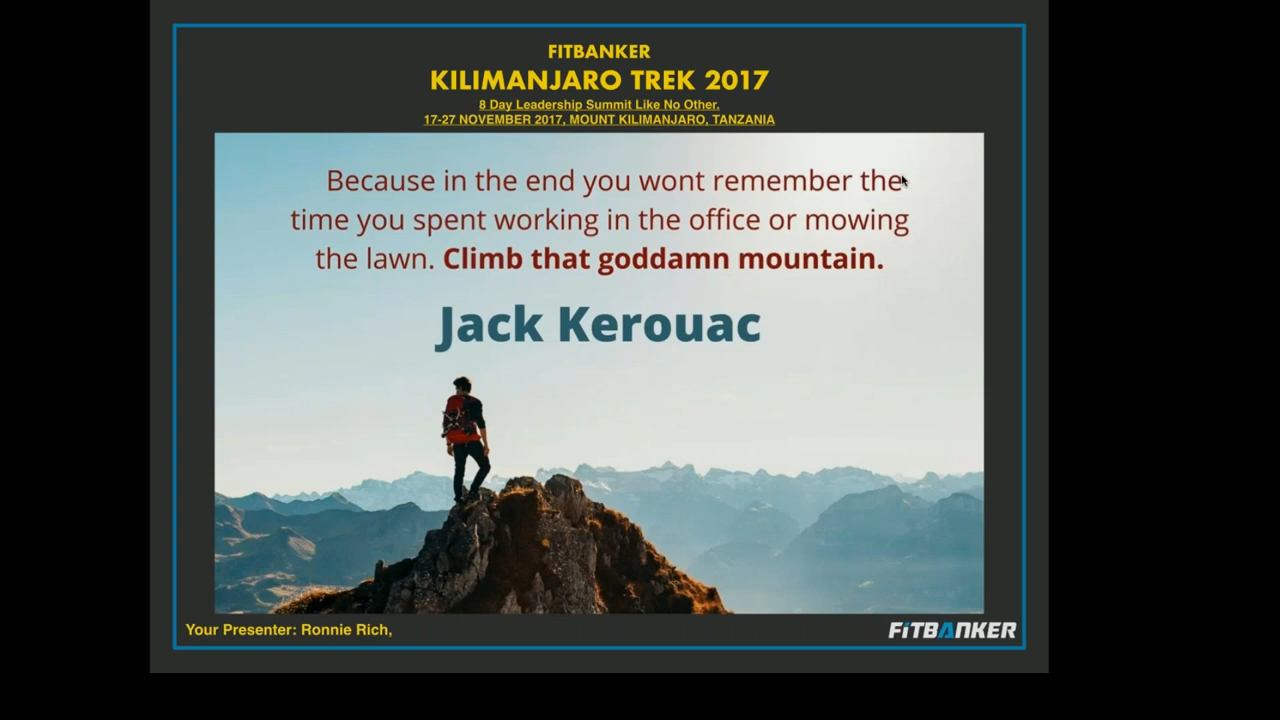 FITBANKER
KILIMANJARO TREK 2017
8 Day Leadership Summit Like No Other.
17-27 NOVEMBER 2017, MOUNT KILIMANJARO, TANZANIA
Because in the end you wont remember the
time you spent working in the office or mowing
the lawn. Climb that goddamn mountain.
Jack Kerouac
Your Presenter: Ronnie Rich,
FiTBANKER